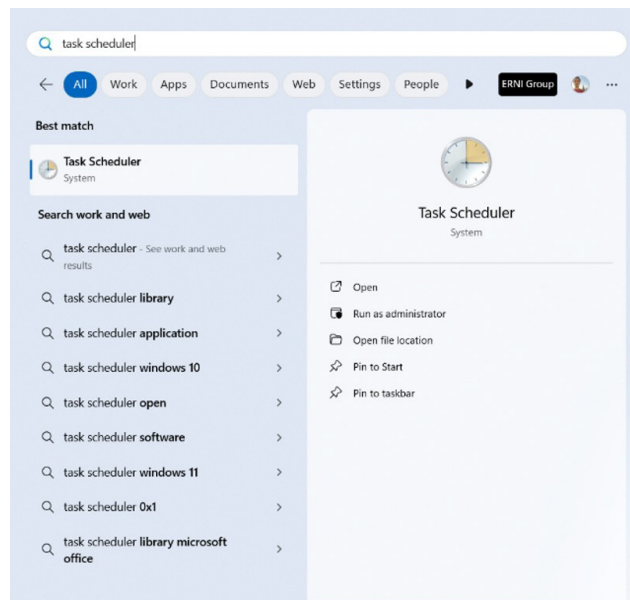 task scheduler
All Work Apps Documents Web Settings People ERNI Group
Best match
Task Scheduler
System
Search work and web
task scheduler - See work and web
results
task scheduler library
task scheduler application
task scheduler windows 10
task scheduler open
task scheduler software
task scheduler windows 11
task scheduler 0x1
task scheduler library microsoft
office
Task Scheduler
System
Open
Run as administrator
Open file location
Pin to Start
Pin to taskbar